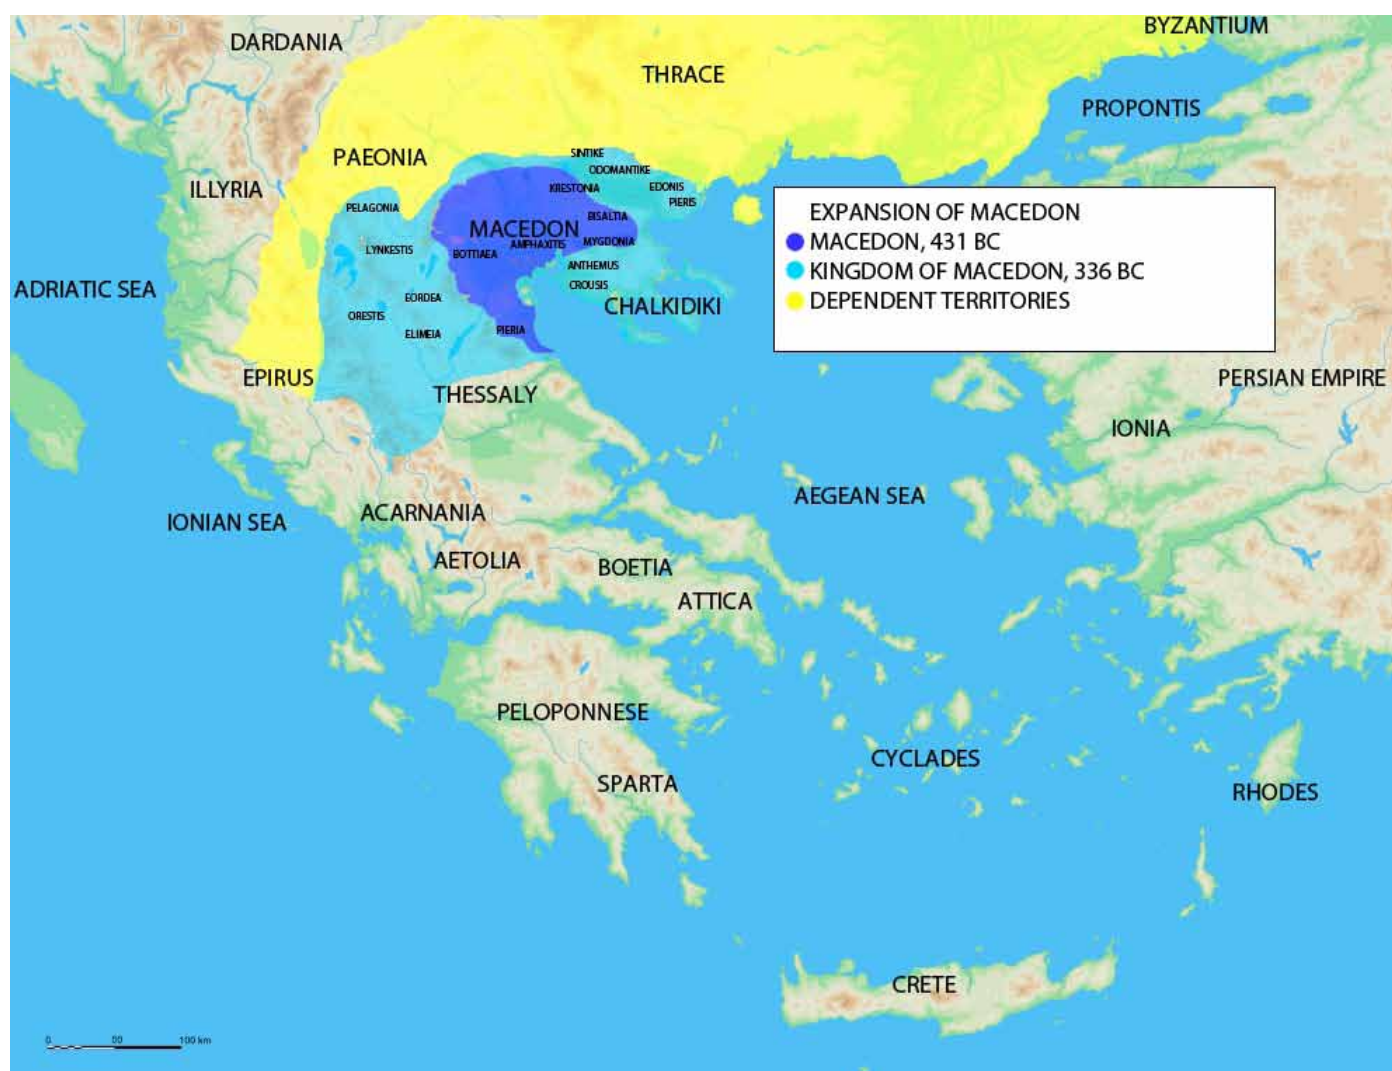 BYZANTIUM
DARDANIA
THRACE
PROPONTIS
PAEONIA
SINTIKE
ODOMANTIKE
ILLYRIA
KRESTONIA
EDONIS
PIERIS
PELAGONIA
BISALTIA
MACEDON
AMPHAXITIS
MYGDONIA
LYNKESTIS
BOTTIAEA
ANTHEMUS
CROUSIS
EXPANSION OF MACEDON
MACEDON, 431 BC
KINGDOM OF MACEDON, 336 BC
DEPENDENT TERRITORIES
ADRIATIC SEA
EORDEA
CHALKIDIKI
ORESTIS
ELIMEIA
PIERIA
EPIRUS
THESSALY
PERSIAN EMPIRE
IONIA
AEGEAN SEA
IONIAN SEA
ACARNANIA
AETOLIA
BOETIA
ATTICA
PELOPONNESE
CYCLADES
SPARTA
RHODES
CRETE
0 50 100 km